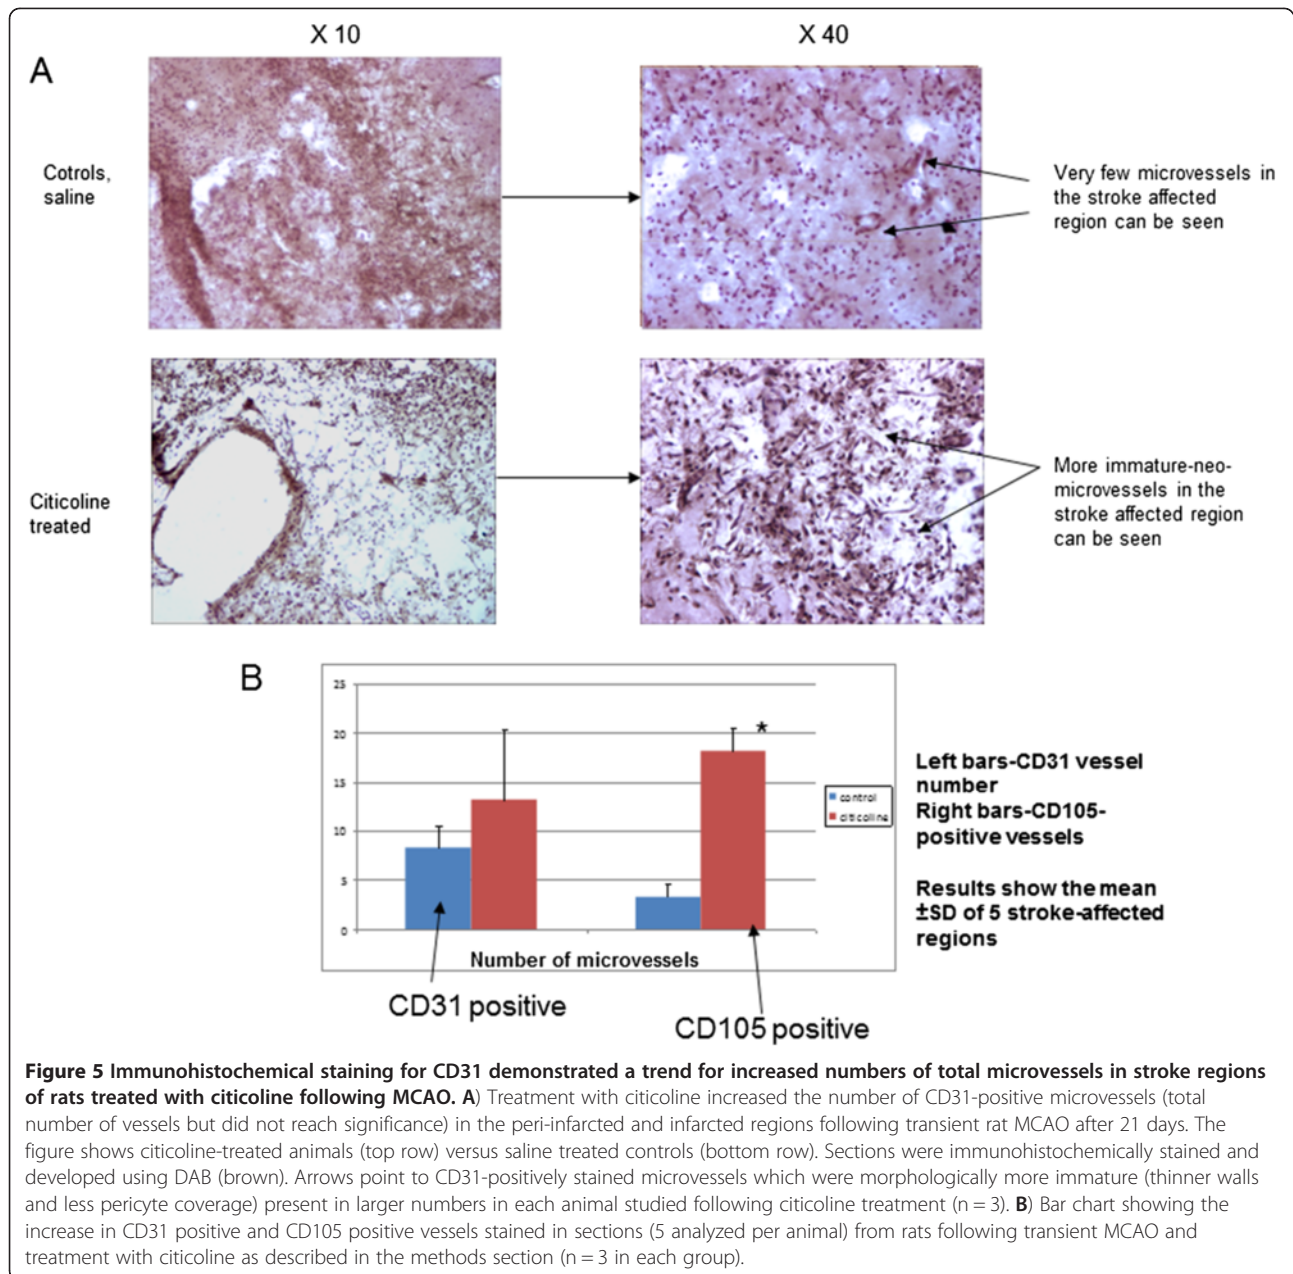 X 10
X 40
A
Cotrols,
saline
Very few microvessels in
the stroke affected
region can be seen
Citicoline
treated
More immature-neo-
microvessels in the
stroke affected region
can be seen
B
25
20
15
10
5
0
*
control
citicoline
Number of microvessels
CD31 positive
CD105 positive
Left bars-CD31 vessel
number
Right bars-CD105-
positive vessels
Results show the mean
±SD of 5 stroke-affected
regions
Figure 5 Immunohistochemical staining for CD31 demonstrated a trend for increased numbers of total microvessels in stroke regions
of rats treated with citicoline following MCAO. A) Treatment with citicoline increased the number of CD31-positive microvessels (total
number of vessels but did not reach significance) in the peri-infarcted and infarcted regions following transient rat MCAO after 21 days. The
figure shows citicoline-treated animals (top row) versus saline treated controls (bottom row). Sections were immunohistochemically stained and
developed using DAB (brown). Arrows point to CD31-positively stained microvessels which were morphologically more immature (thinner walls
and less pericyte coverage) present in larger numbers in each animal studied following citicoline treatment (n = 3). B) Bar chart showing the
increase in CD31 positive and CD105 positive vessels stained in sections (5 analyzed per animal) from rats following transient MCAO and
treatment with citicoline as described in the methods section (n = 3 in each group).